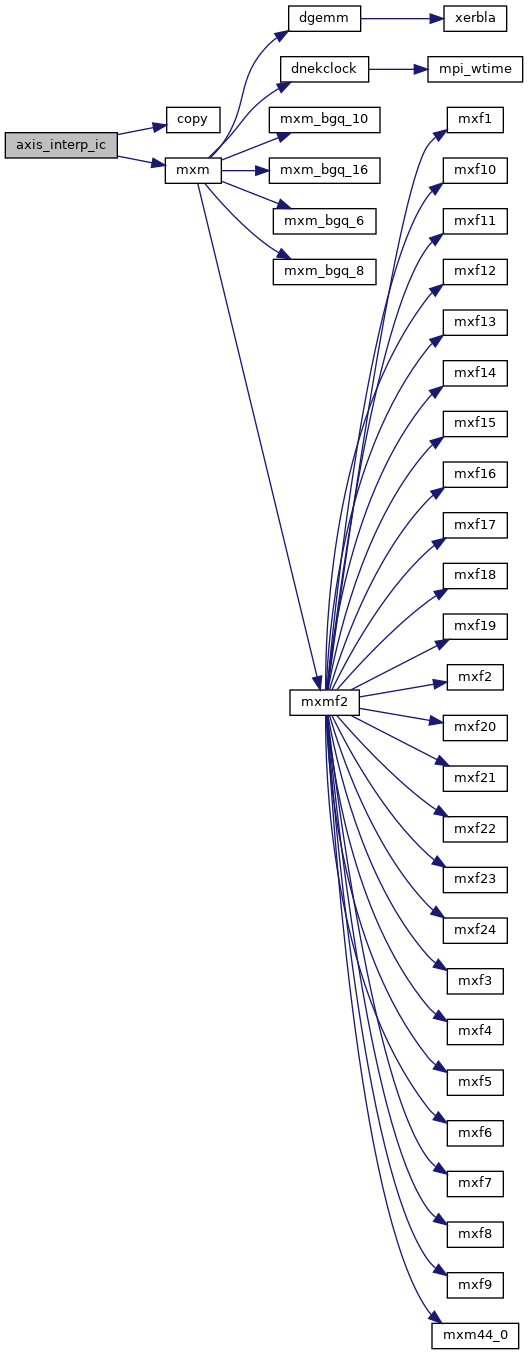 dgemm
xerbla
dnekclock
mpi_wtime
copy
mxm_bgq_10
mxf1
axis_interp_ic
mxm
mxm_bgq_16
mxf10
mxm_bgq_6
mxf11
mxm_bgq_8
mxf12
mxf13
mxf14
mxf15
mxf16
mxf17
mxf18
mxf19
mxf2
mxmf2
mxf20
mxf21
mxf22
mxf23
mxf24
mxf3
mxf4
mxf5
mxf6
mxf7
mxf8
mxf9
mxm44_0